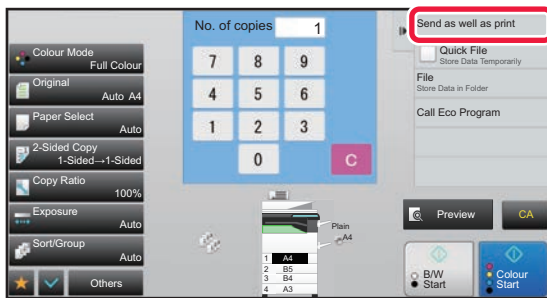 No. of copies
1
Send as well as print
Quick File
Store Data Temporarily
File
Store Data in Folder
Call Eco Program
Colour Mode
Full Colour
Original
Auto A4
Paper Select
Auto
2-Sided Copy
1-Sided→1-Sided
Copy Ratio
100%
Exposure
Auto
Sort/Group
Auto
Others
7 8 9
4 5 6
1 2 3
0 C
Plain
A4
1 A4
2 B5
3 B4
4 A3
Preview
CA
B/W
Start
Colour
Start